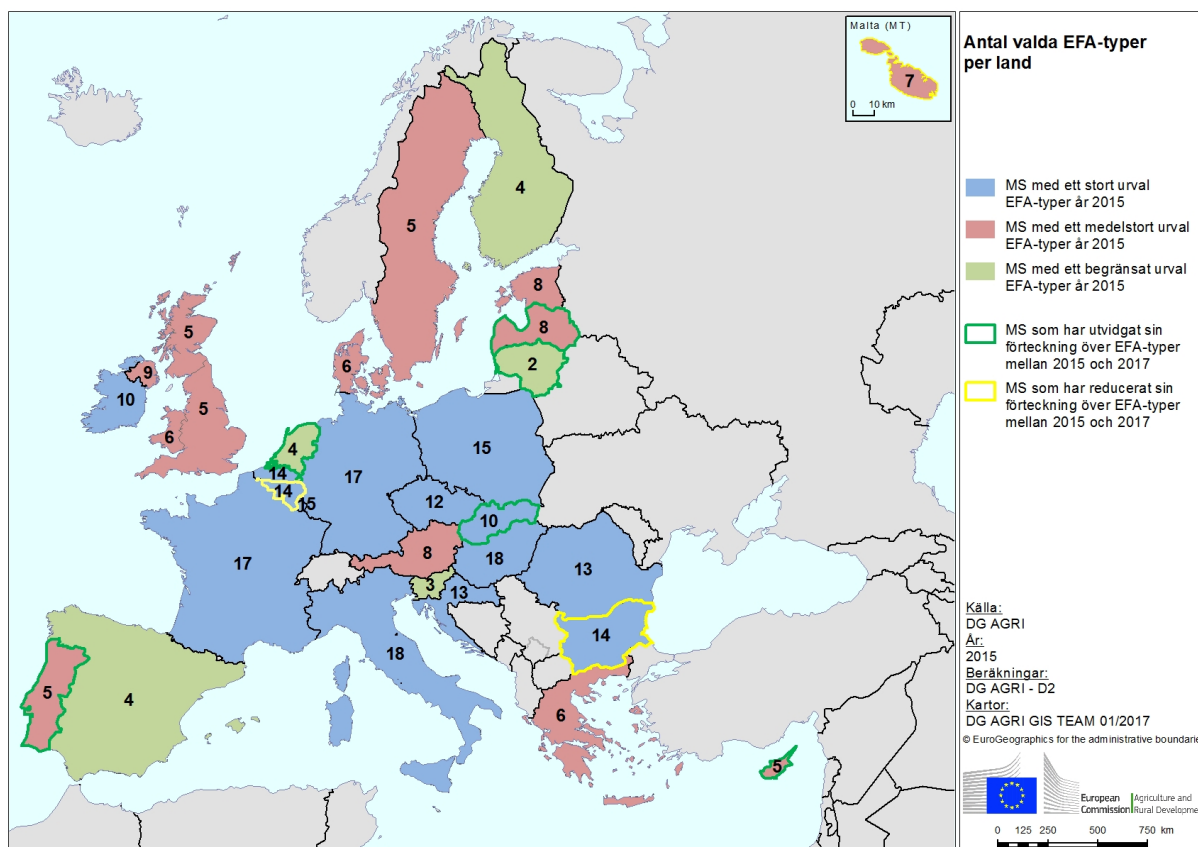 Malta (MT)
7
0 10 km
4
5
8
8
2
5
9
10
5
6
6
4
14
14
15
17
15
12
10
17
8
18
3
13
13
18
14
5
4
6
5
Antal valda EFA-typer
per land
MS med ett stort urval
EFA-typer år 2015
MS med ett medelstort urval
EFA-typer år 2015
MS med ett begränsat urval
EFA-typer år 2015
MS som har utvidgat sin
förteckning över EFA-typer
mellan 2015 och 2017
MS som har reducerat sin
förteckning över EFA-typer
mellan 2015 och 2017
Källa:
DG AGRI
År:
2015
Beräkningar:
DG AGRI - D2
Kartor:
DG AGRI GIS TEAM 01/2017
© EuroGeographics for the administrative boundarie
European
Commission
Agriculture and
Rural Developme
0 125 250 500 750 km